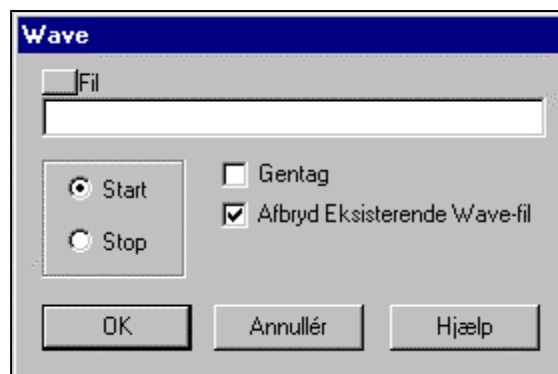 Wave
Fil
Start
Stop
Gentag
Afbryd Eksisterende Wave-fil
OK
Annullér
Hjælp